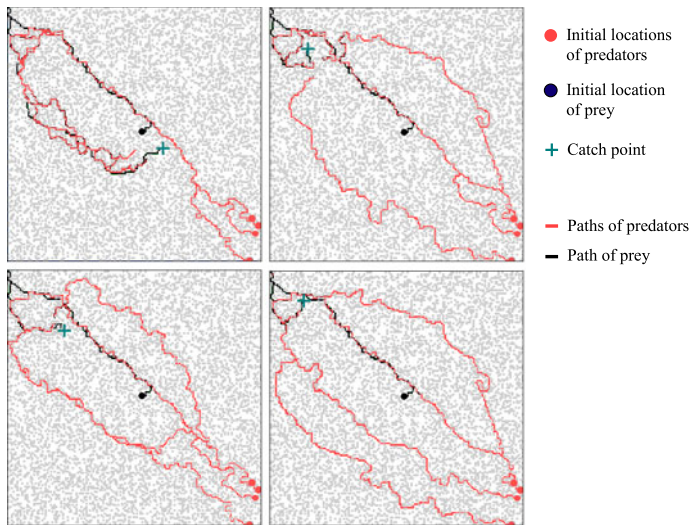 Initial locations
of predators
Initial location
of prey
Catch point
Paths of predators
Path of prey